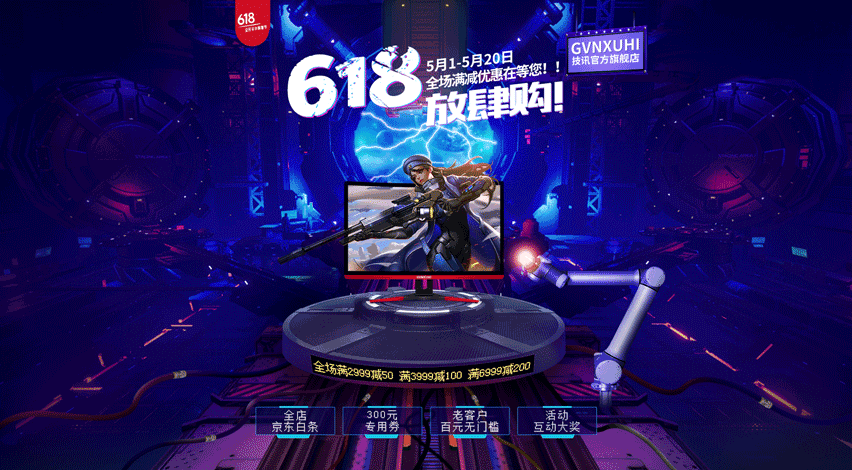 618
618
5月1-5月20日
全场满减优惠在等您！！
放肆购!
GVNXUHI
技讯官方旗舰店
全场满2999减50 满3999减100 满6999减200
全店
京东白条
300元
专用券
老客户
百元无门槛
活动
互动大奖